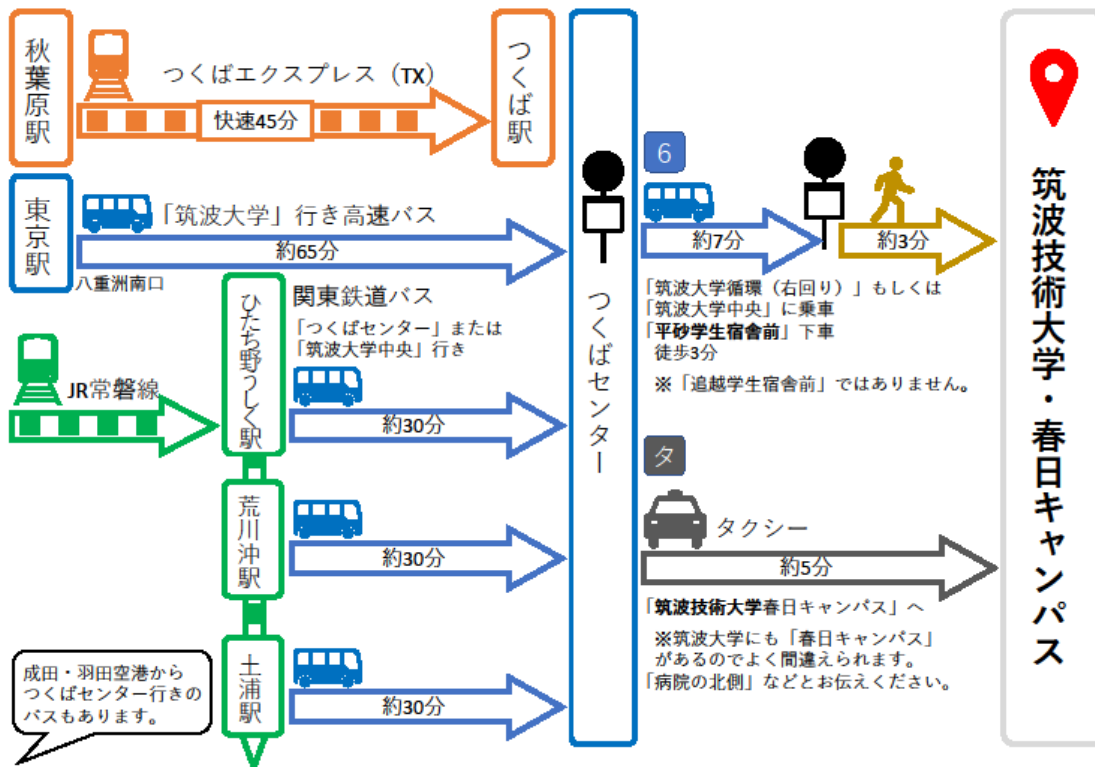 秋葉原駅
つくばエクスプレス（TX）
快速45分
つくば駅
東京駅
「筑波大学」行き高速バス
約65分
八重洲南口
関東鉄道バス
「つくばセンター」または
「筑波大学中央」行き
JR常磐線
ひたち野うしく駅
約30分
荒川沖駅
約30分
土浦駅
約30分
成田・羽田空港から
つくばセンター行きの
バスもあります。
つくばセンター
6
約7分
約3分
「筑波大学循環（右回り）」もしくは
「筑波大学中央」に乗車
「平砂学生宿舎前」下車
徒歩3分
※「追越学生宿舎前」ではありません。
タ
タクシー
約5分
「筑波技術大学春日キャンパス」へ
※筑波大学にも「春日キャンパス」
があるのでよく間違えられます。
「病院の北側」などとお伝えください。
筑波技術大学・春日キャンパス